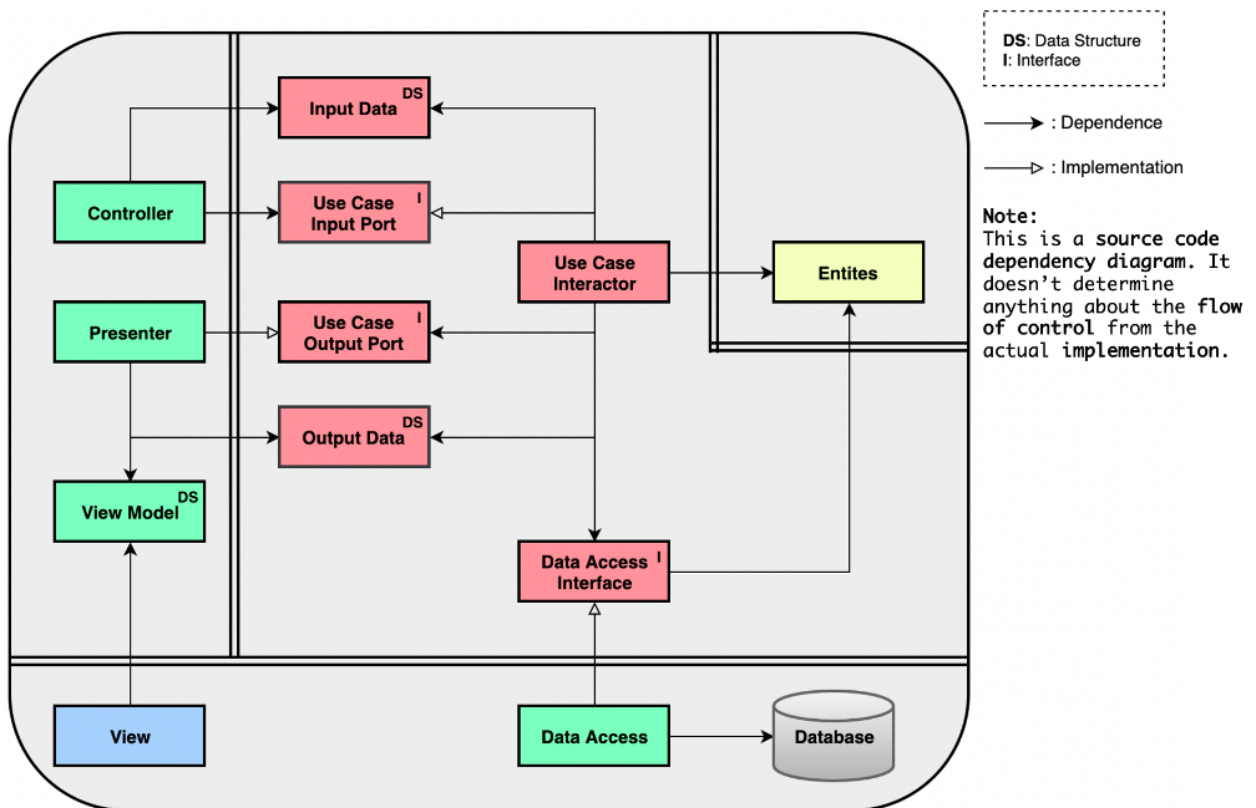 DS: Data Structure
I: Interface
: Dependence
: Implementation
Note:
This is a source code
dependency diagram. It
doesn't determine
anything about the flow
of control from the
actual implementation.
DS
Input Data
Controller
I
Use Case
Input Port
Use Case
Interactor
Entites
Presenter
I
Use Case
Output Port
DS
Output Data
DS
View Model
I
Data Access
Interface
View
Data Access
Database